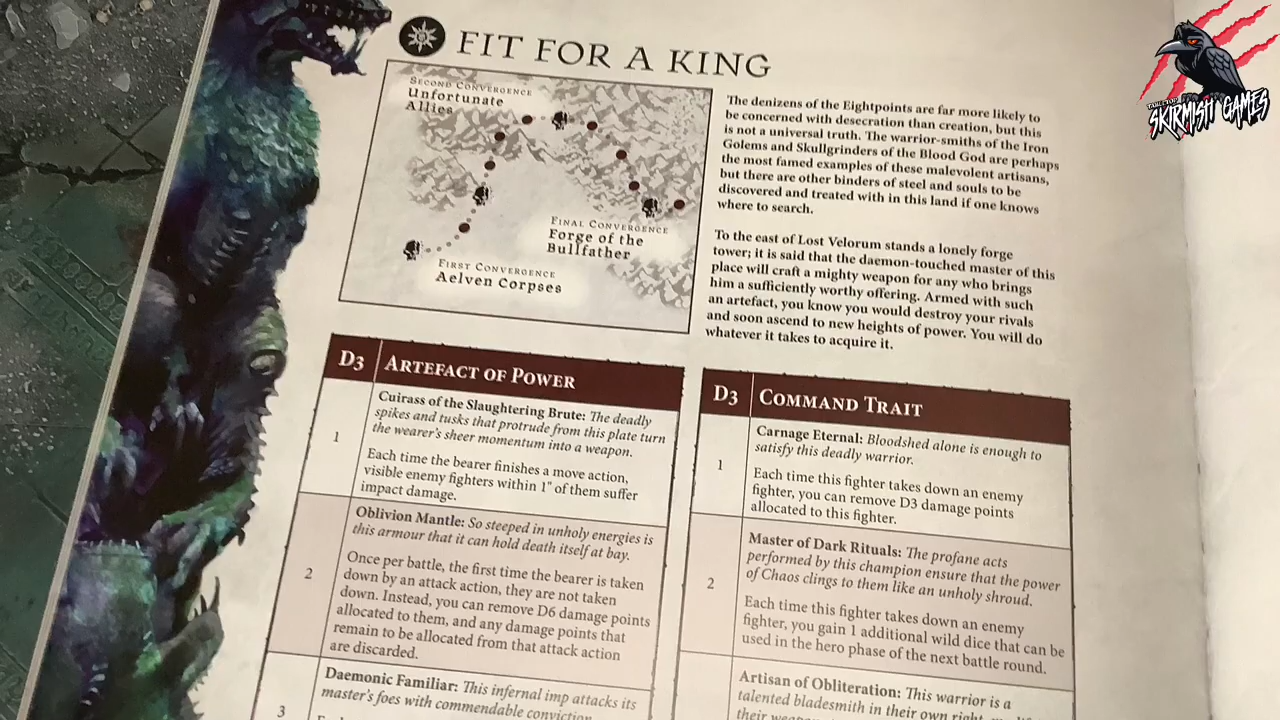 FIT FOR A KING
SECOND CONVERGENCE
Unfortunate
Allies
FINAL CONVERGENCE
Forge of the
Bullfather
FIRST CONVERGENCE
Aelven Corpses
The denizens of the Eightpoints are far more likely to
be concerned with desecration than creation, but this
is not a universal truth. The warrior-smiths of the Iron
Golems and Skullgrinders of the Blood God are perhaps
the most famed examples of these malevolent artisans,
but there are other binders of steel and souls to be
discovered and treated with in this land if one knows
where to search.
To the east of Lost Velorum stands a lonely forge
tower; it is said that the daemon-touched master of this
place will craft a mighty weapon for any who brings
him a sufficiently worthy offering. Armed with such
an artefact, you know you would destroy your rivals
and soon ascend to new heights of power. You will do
whatever it takes to acquire it.
D3 ARTEFACT OF POWER
1
Cuirass of the Slaughtering Brute: The deadly
spikes and tusks that protrude from this plate turn
the wearer's sheer momentum into a weapon.
Each time the bearer finishes a move action,
visible enemy fighters within 1" of them suffer
impact damage.
2
Oblivion Mantle: So steeped in unholy energies is
this armour that it can hold death itself at bay.
Once per battle, the first time the bearer is taken
down by an attack action, they are not taken
down. Instead, you can remove D6 damage points
allocated to them, and any damage points that
remain to be allocated from that attack action
are discarded.
3
Daemonic Familiar: This infernal imp attacks its
master's foes with commendable conviction.
D3 COMMAND TRAIT
1
Carnage Eternal: Bloodshed alone is enough to
satisfy this deadly warrior.
Each time this fighter takes down an enemy
fighter, you can remove D3 damage points
allocated to this fighter.
2
Master of Dark Rituals: The profane acts
performed by this champion ensure that the power
of Chaos clings to them like an unholy shroud.
Each time this fighter takes down an enemy
fighter, you gain 1 additional wild dice that can be
used in the hero phase of the next battle round.
Artisan of Obliteration: This warrior is a
talented bladesmith in their own right
TABLETOP
SKIRMISH GAMES